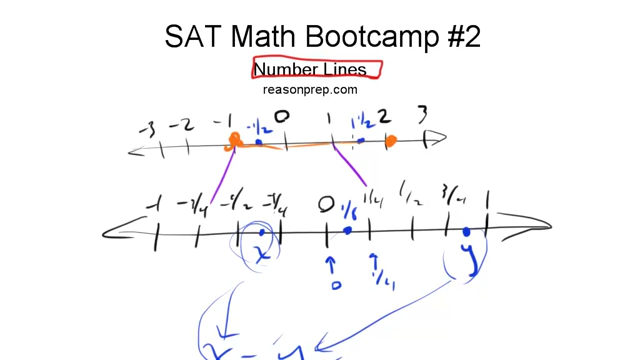 SAT Math Bootcamp #2
Number Lines
reasonprep.com
-3 -2 -1 -1/2 0 1 1 1/2 2 3
-1 -3/4 -1/2 -1/4 0 1/8 1/4 1/2 3/4 1
x y
0 1/4
x - y